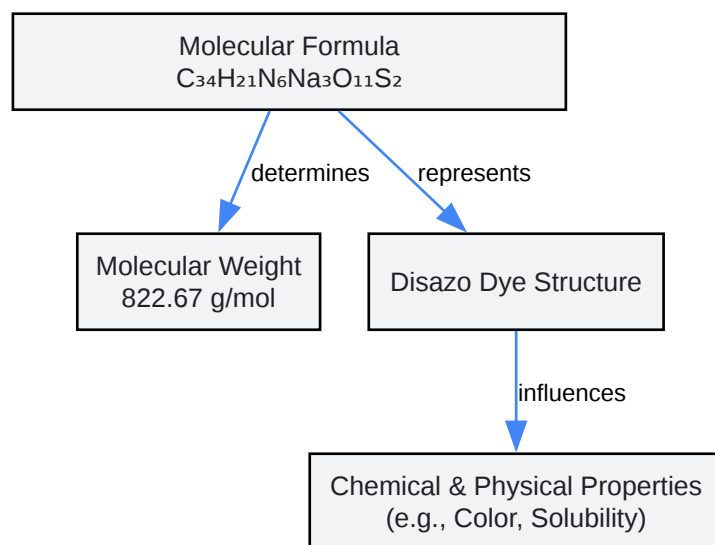 Molecular Formula
C₃₄H₂₁N₆Na₃O₁₁S₂
determines
represents
Molecular Weight
822.67 g/mol
Disazo Dye Structure
influences
Chemical & Physical Properties
(e.g., Color, Solubility)